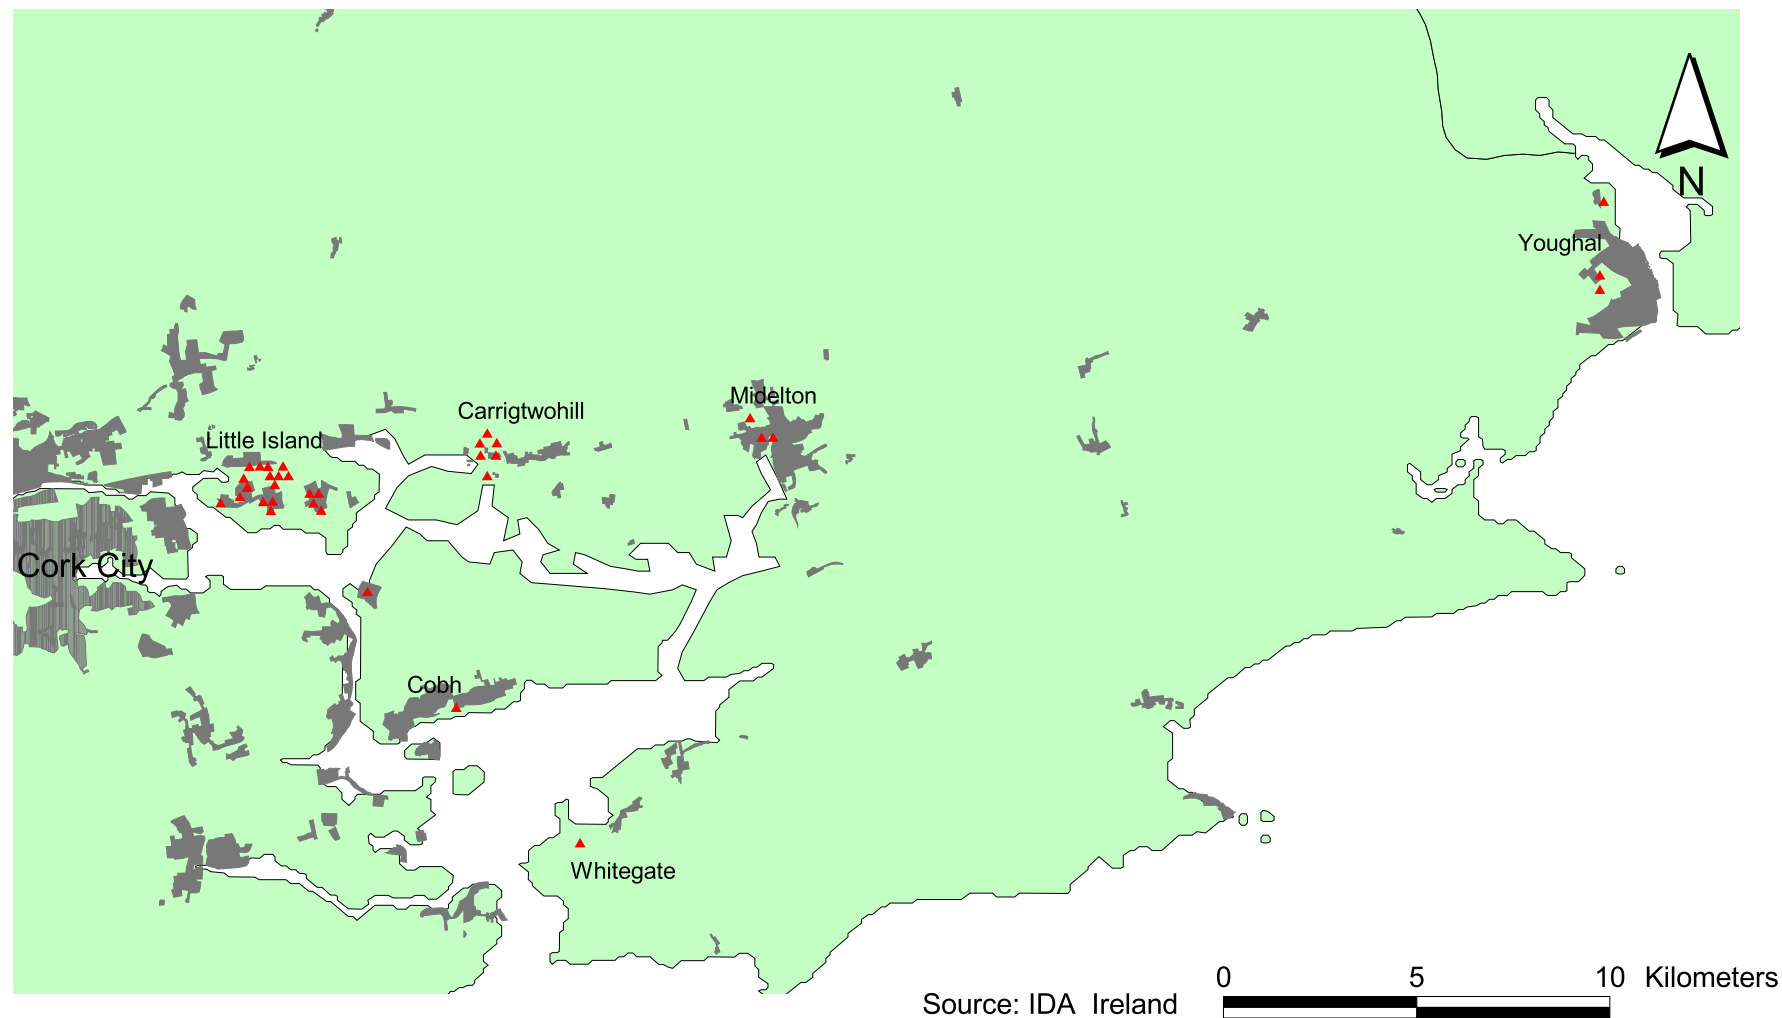 N
Youghal
Midelton
Carrigtwohill
Little Island
Cork City
Cobh
Whitegate
0 5 10 Kilometers
Source: IDA Ireland